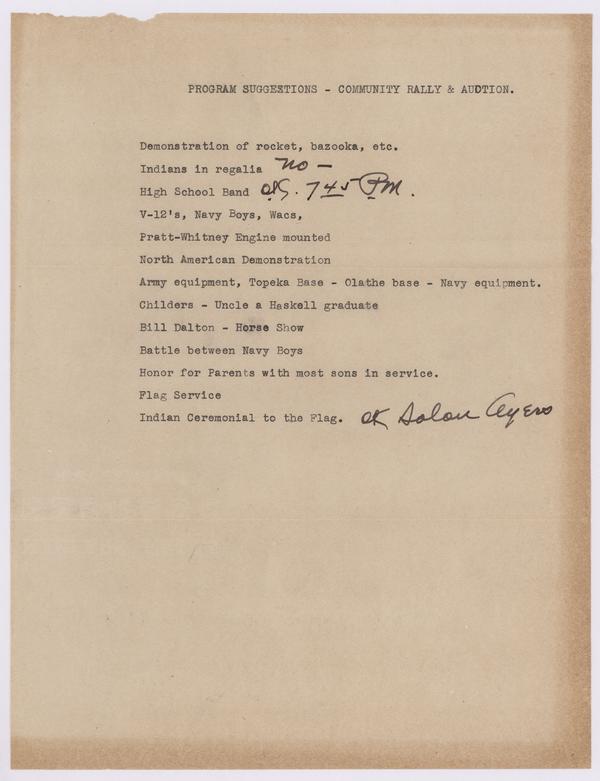 PROGRAM SUGGESTIONS - COMMUNITY RALLY & AUCTION.
Demonstration of rocket, bazooka, etc.
Indians in regalia no -
High School Band OK. 7 45 PM.
V-12's, Navy Boys, Wacs,
Pratt-Whitney Engine mounted
North American Demonstration
Army equipment, Topeka Base - Olathe base - Navy equipment.
Childers - Uncle a Haskell graduate
Bill Dalton - Horse Show
Battle between Navy Boys
Honor for Parents with most sons in service.
Flag Service
Indian Ceremonial to the Flag. OK Solon Ayers